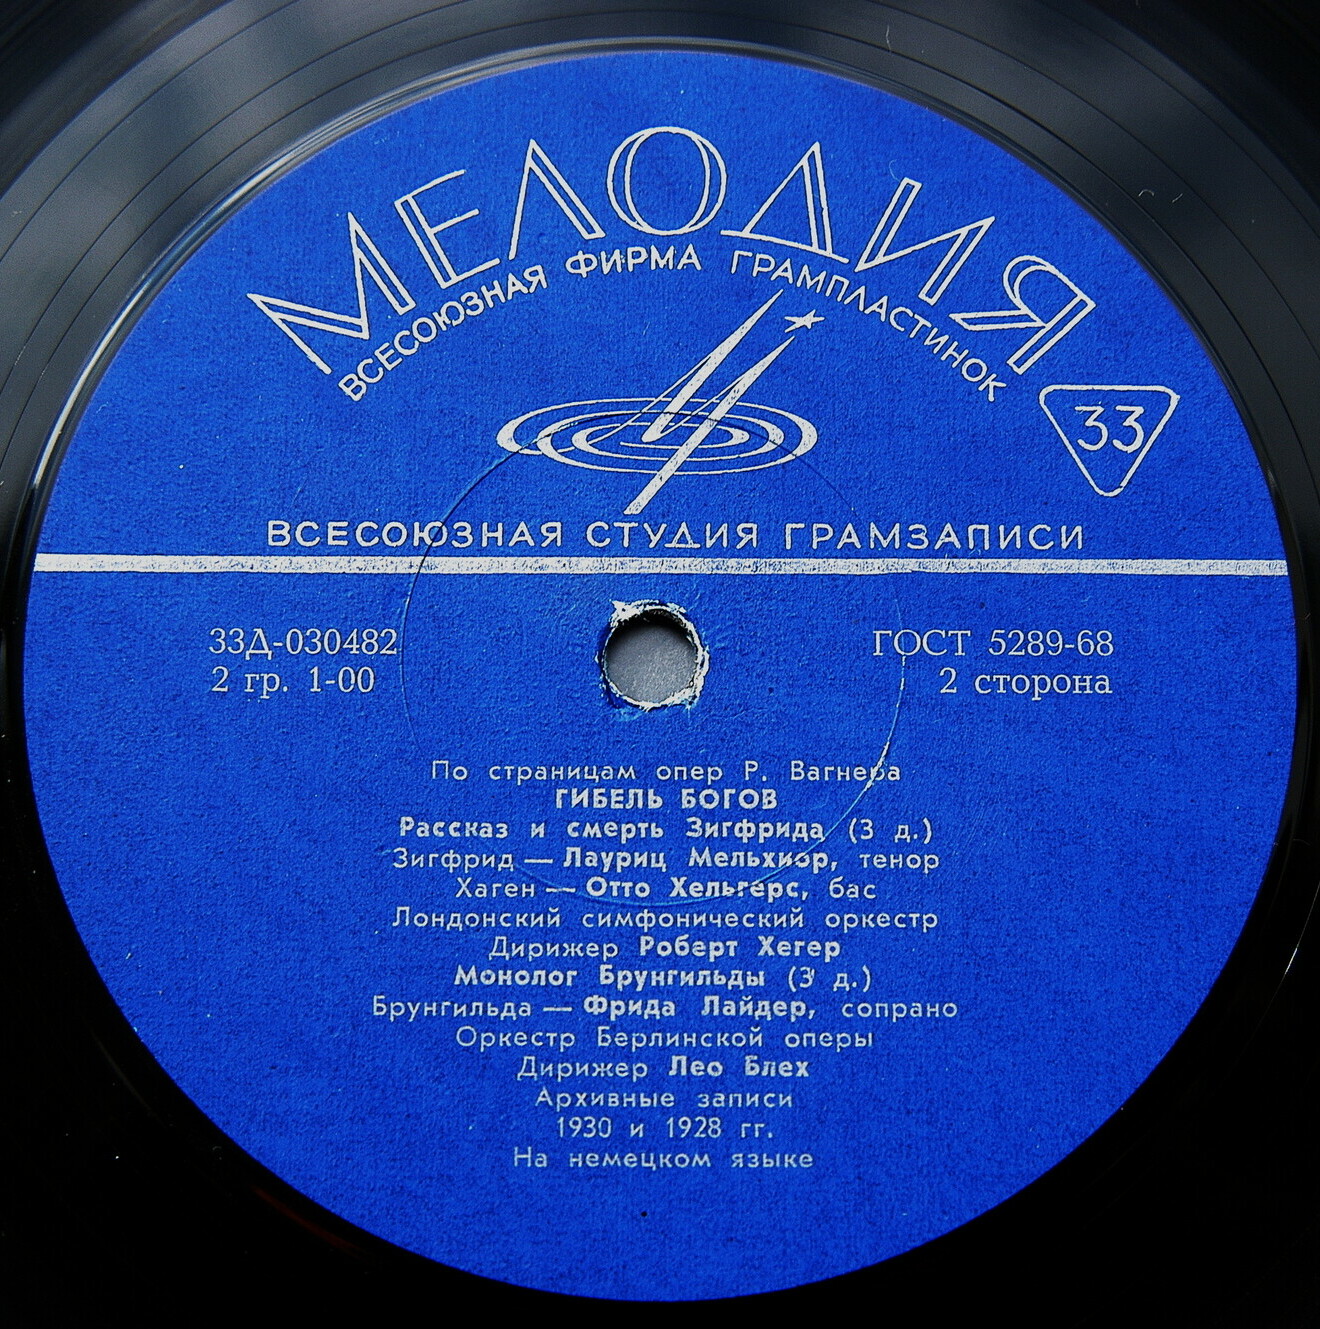 МЕЛОДИЯ
ВСЕСОЮЗНАЯ ФИРМА ГРАМПЛАСТИНОК
33
ВСЕСОЮЗНАЯ СТУДИЯ ГРАМЗАПИСИ
33Д-030482
2 гр. 1-00
ГОСТ 5289-68
2 сторона
По страницам опер Р. Вагнера
ГИБЕЛЬ БОГОВ
Рассказ и смерть Зигфрида (3 д.)
Зигфрид — Лауриц Мельхиор, тенор
Хаген — Отто Хельгерс, бас
Лондонский симфонический оркестр
Дирижер Роберт Хегер
Монолог Брунгильды (3 д.)
Брунгильда — Фрида Лайдер, сопрано
Оркестр Берлинской оперы
Дирижер Лео Блех
Архивные записи
1930 и 1928 гг.
На немецком языке